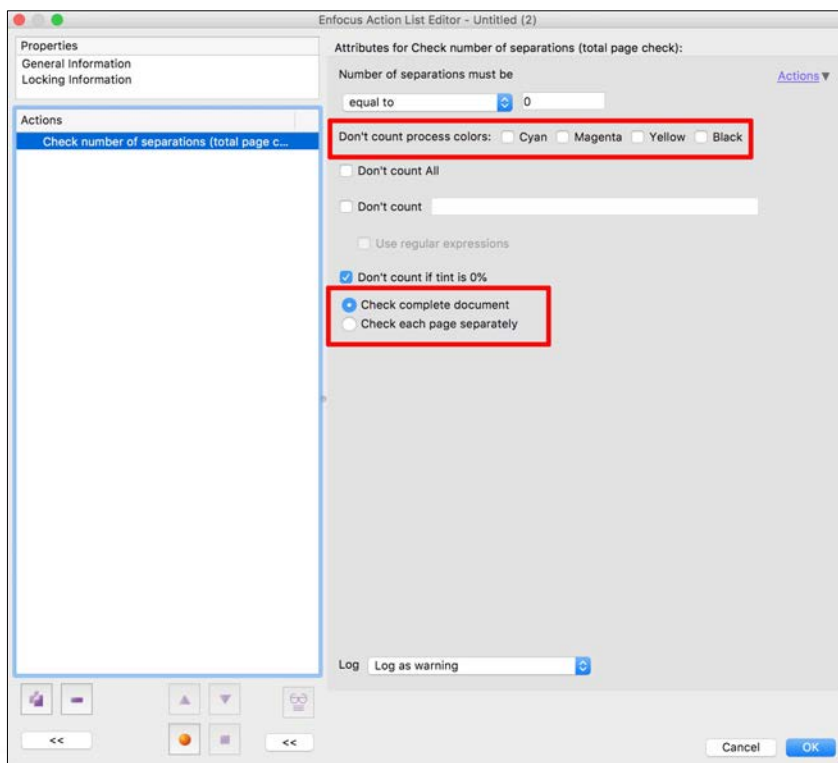 Enfocus Action List Editor - Untitled (2)
Properties
General Information
Locking Information
Actions
Check number of separations (total page c...
Attributes for Check number of separations (total page check):
Number of separations must be
Actions▼
equal to 0
Don't count process colors: Cyan Magenta Yellow Black
Don't count All
Don't count
Use regular expressions
Don't count if tint is 0%
Check complete document
Check each page separately
Log Log as warning
<< <<
Cancel OK